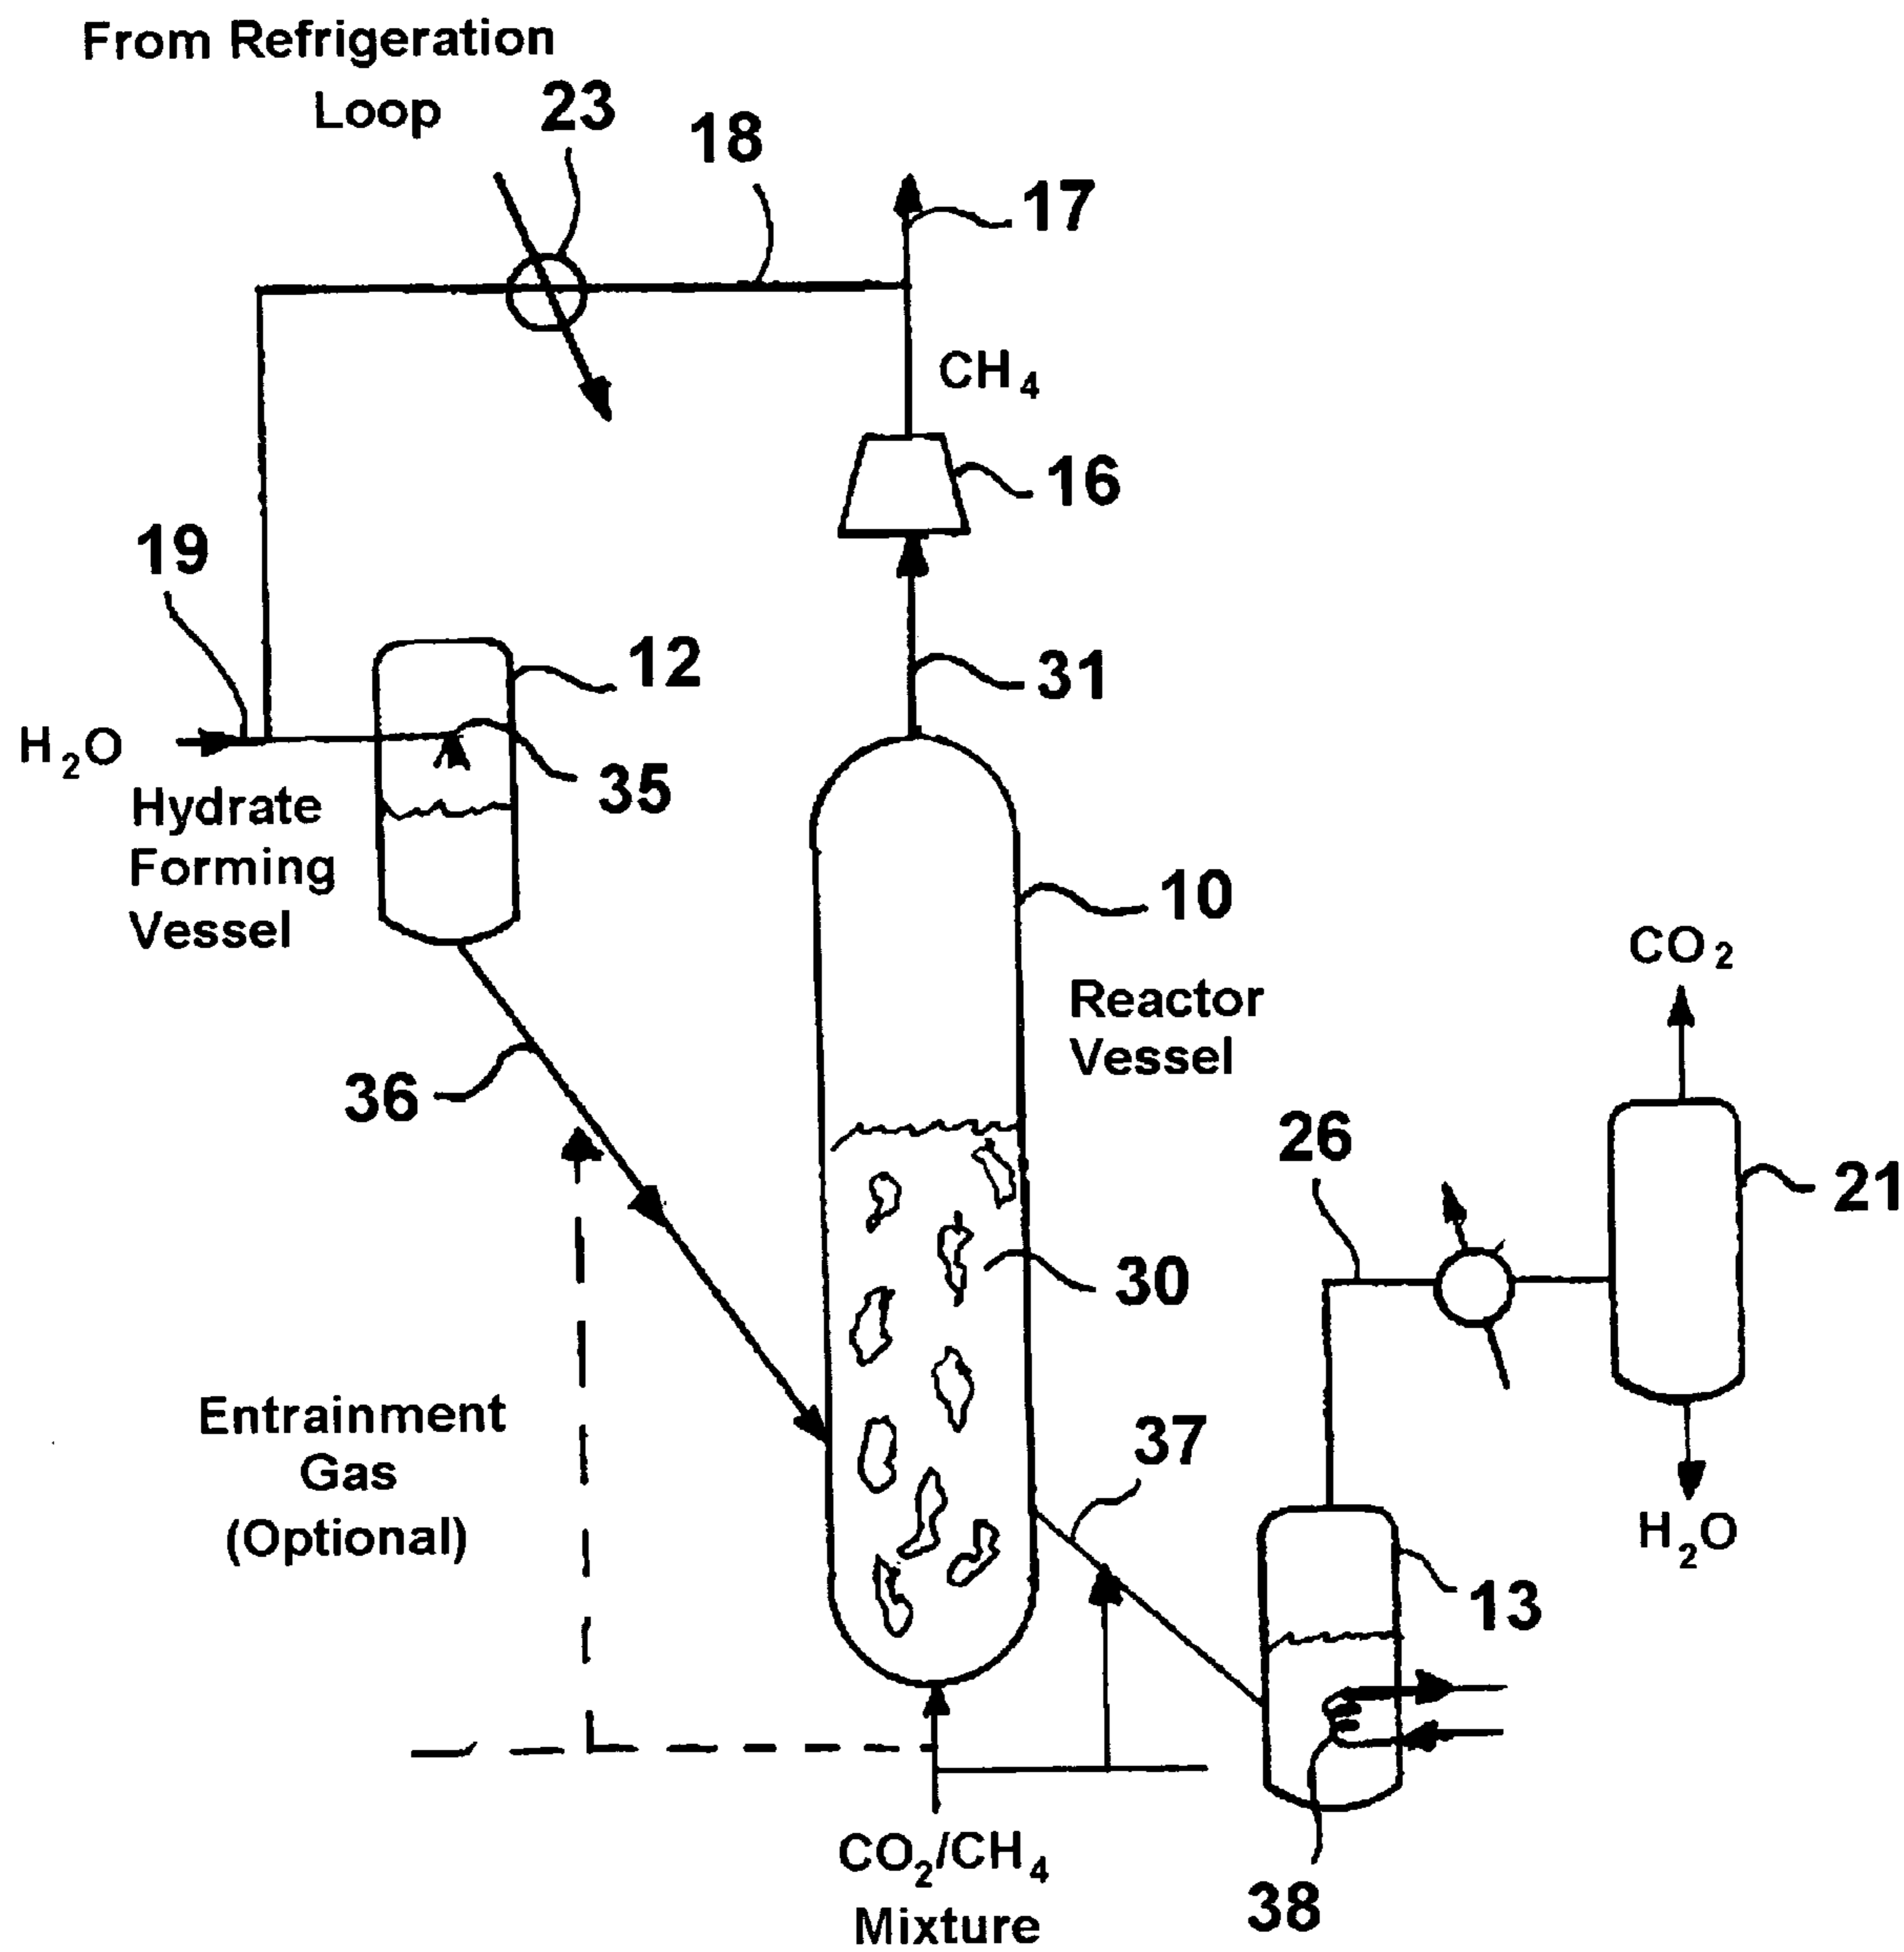 From Refrigeration
Loop
23
18
17
CH4
16
19
12
31
H2O
35
Hydrate
Forming
Vessel
10
CO2
Reactor
Vessel
36
26
21
30
Entrainment
Gas
(Optional)
37
H2O
13
CO2/CH4
Mixture
38